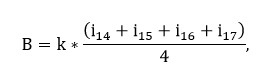 B = k * (i₁₄ + i₁₅ + i₁₆ + i₁₇) / 4,